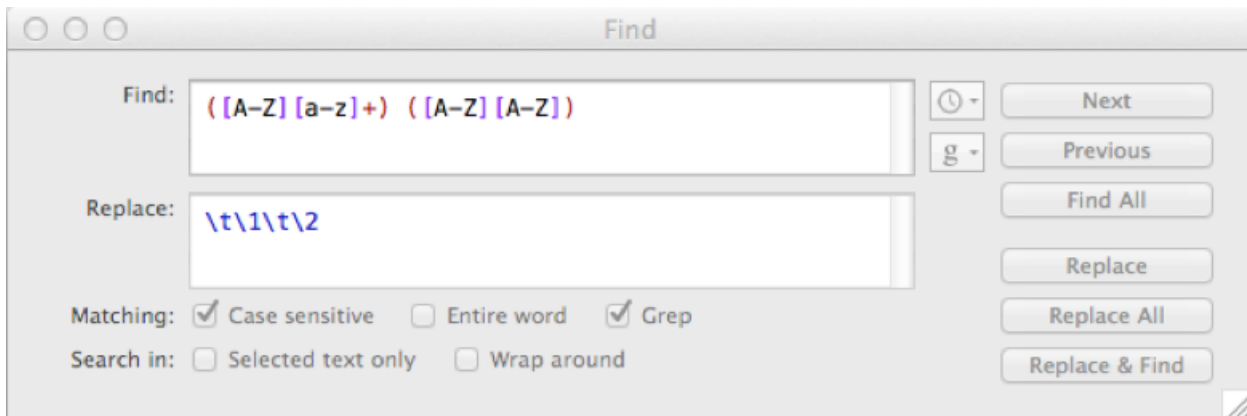 Find
Find: ([A-Z][a-z]+) ([A-Z][A-Z])
Next
g
Previous
Find All
Replace: \t\1\t\2
Replace
Matching: Case sensitive Entire word Grep
Replace All
Search in: Selected text only Wrap around
Replace & Find